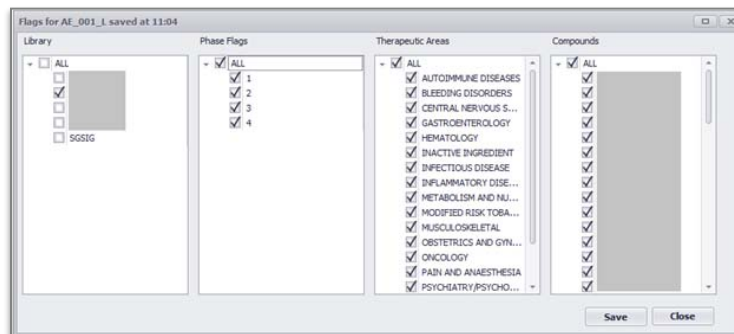 Flags for AE_001_L saved at 11:04
Library
ALL
SGSIG
Phase Flags
ALL
1
2
3
4
Therapeutic Areas
ALL
AUTOIMMUNE DISEASES
BLEEDING DISORDERS
CENTRAL NERVOUS S...
GASTROENTEROLOGY
HEMATOLOGY
INACTIVE INGREDIENT
INFECTIOUS DISEASE
INFLAMMATORY DISE...
METABOLISM AND NU...
MODIFIED RISK TOBA...
MUSCULOSKELETAL
OBSTETRICS AND GYN...
ONCOLOGY
PAIN AND ANAESTHESIA
PSYCHIATRY/PSYCHO...
Compounds
ALL
Save
Close